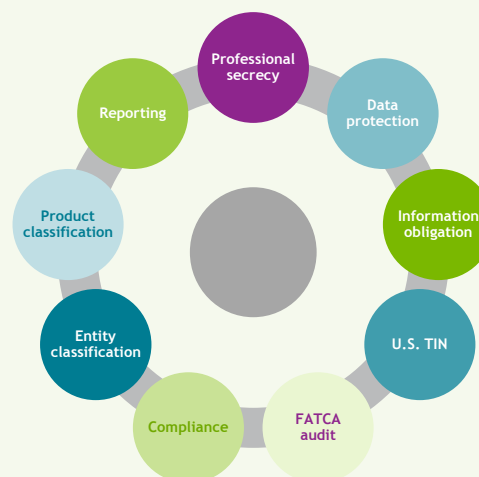 Professional
secrecy
Data
protection
Information
obligation
U.S. TIN
FATCA
audit
Compliance
Entity
classification
Product
classification
Reporting